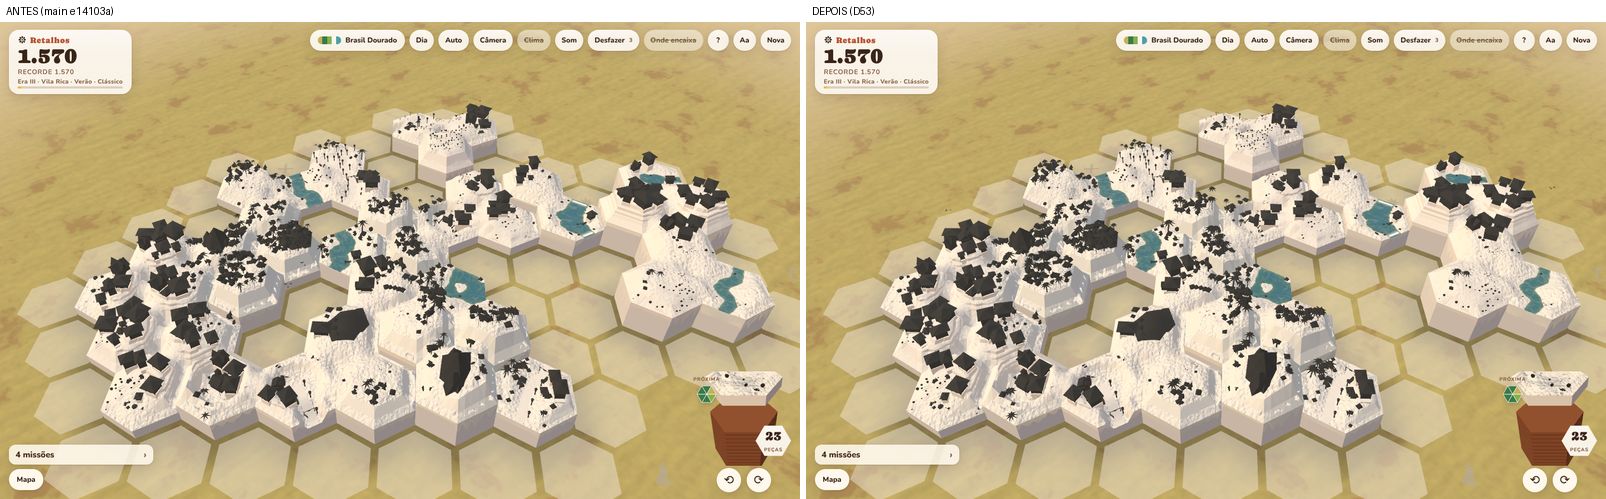 ANTES (main e14103a)
Retalhos
1.570
RECORDE 1.570
Era III · Vila Rica · Verão · Clássico
Brasil Dourado
Dia
Auto
Câmera
Clima
Som
Desfazer 3
Onde encaixa
?
Aa
Nova
PRÓXIMA
23
PEÇAS
4 missões ›
Mapa
DEPOIS (D53)
Retalhos
1.570
RECORDE 1.570
Era III · Vila Rica · Verão · Clássico
Brasil Dourado
Dia
Auto
Câmera
Clima
Som
Desfazer 3
Onde encaixa
?
Aa
Nova
PRÓXIMA
23
PEÇAS
4 missões ›
Mapa